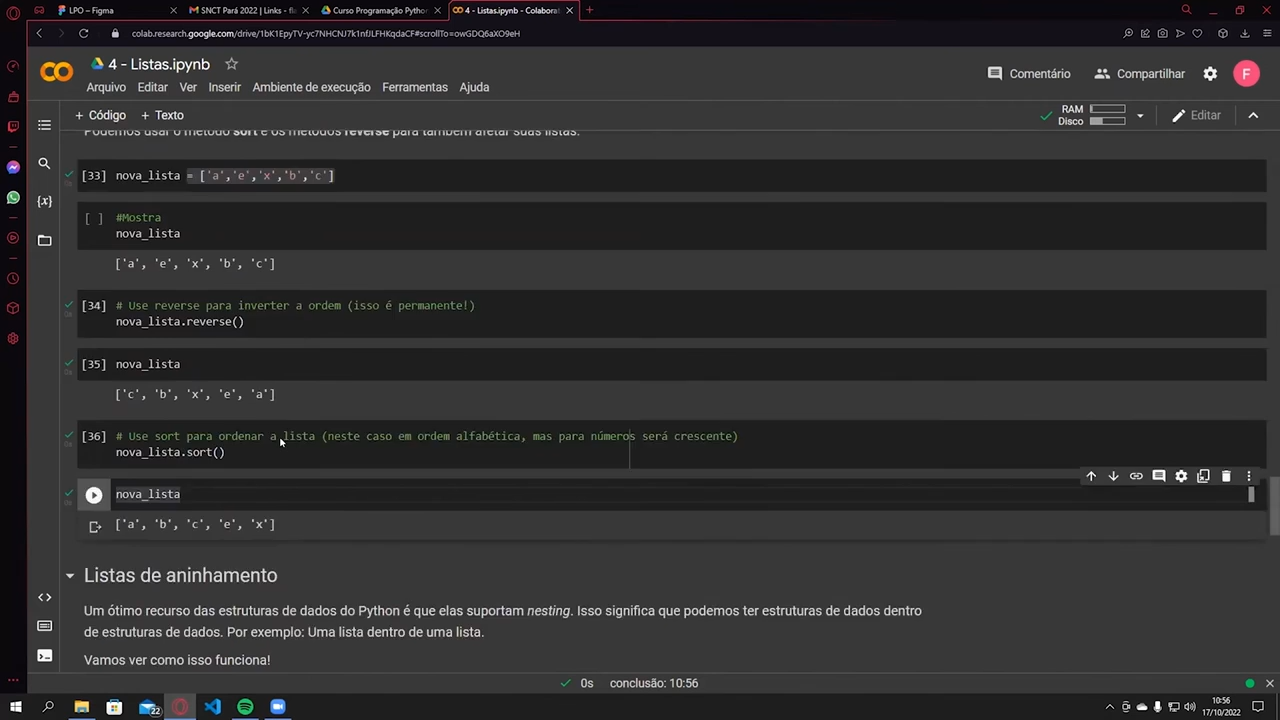 LPO – Figma
SNCT Pará 2022 | Links - fl
Curso Programação Python
4 - Listas.ipynb - Colabora
colab.research.google.com/drive/1bK1EpyTV-yc7NHCNJ7k1nfJLFHKqdaCF#scrollTo=owGDQ6aXO9eH
4 - Listas.ipynb
Arquivo Editar Ver Inserir Ambiente de execução Ferramentas Ajuda
Comentário
Compartilhar
F
+ Código + Texto
RAM
Disco
Editar
Podemos usar o método sort e os métodos reverse para também afetar suas listas.
[33] nova_lista = ['a','e','x','b','c']
[ ] #Mostra
nova_lista
['a', 'e', 'x', 'b', 'c']
[34] # Use reverse para inverter a ordem (isso é permanente!)
nova_lista.reverse()
[35] nova_lista
['c', 'b', 'x', 'e', 'a']
[36] # Use sort para ordenar a lista (neste caso em ordem alfabética, mas para números será crescente)
nova_lista.sort()
nova_lista
['a', 'b', 'c', 'e', 'x']
Listas de aninhamento
Um ótimo recurso das estruturas de dados do Python é que elas suportam nesting. Isso significa que podemos ter estruturas de dados dentro
de estruturas de dados. Por exemplo: Uma lista dentro de uma lista.
Vamos ver como isso funciona!
0s conclusão: 10:56
22
10:56
17/10/2022